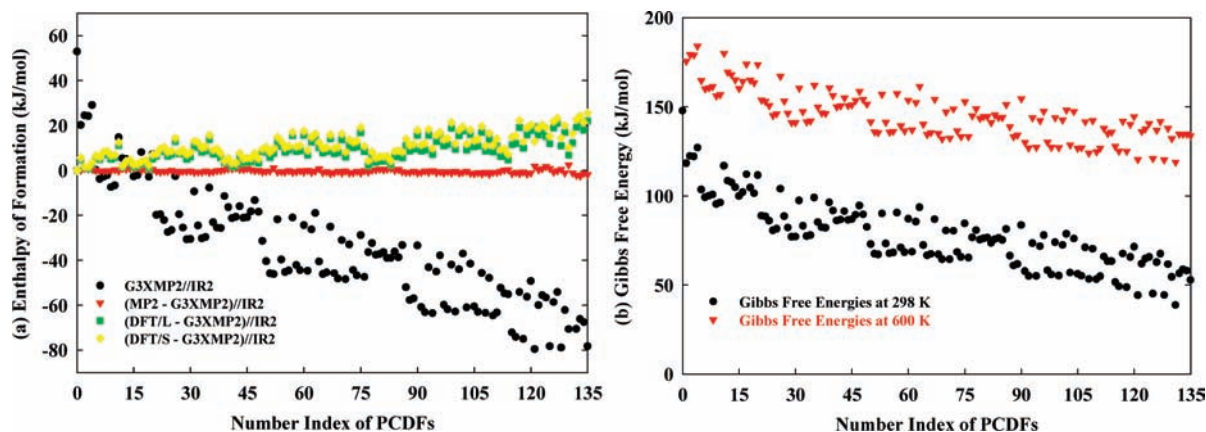 (a) Enthalpy of Formation (kJ/mol)
60
40
20
0
-20
-40
-60
-80
G3XMP2//IR2
(MP2 - G3XMP2)//IR2
(DFT/L - G3XMP2)//IR2
(DFT/S - G3XMP2)//IR2
0 15 30 45 60 75 90 105 120 135
Number Index of PCDFs
(b) Gibbs Free Energy (kJ/mol)
200
150
100
50
0
Gibbs Free Energies at 298 K
Gibbs Free Energies at 600 K
0 15 30 45 60 75 90 105 120 135
Number Index of PCDFs